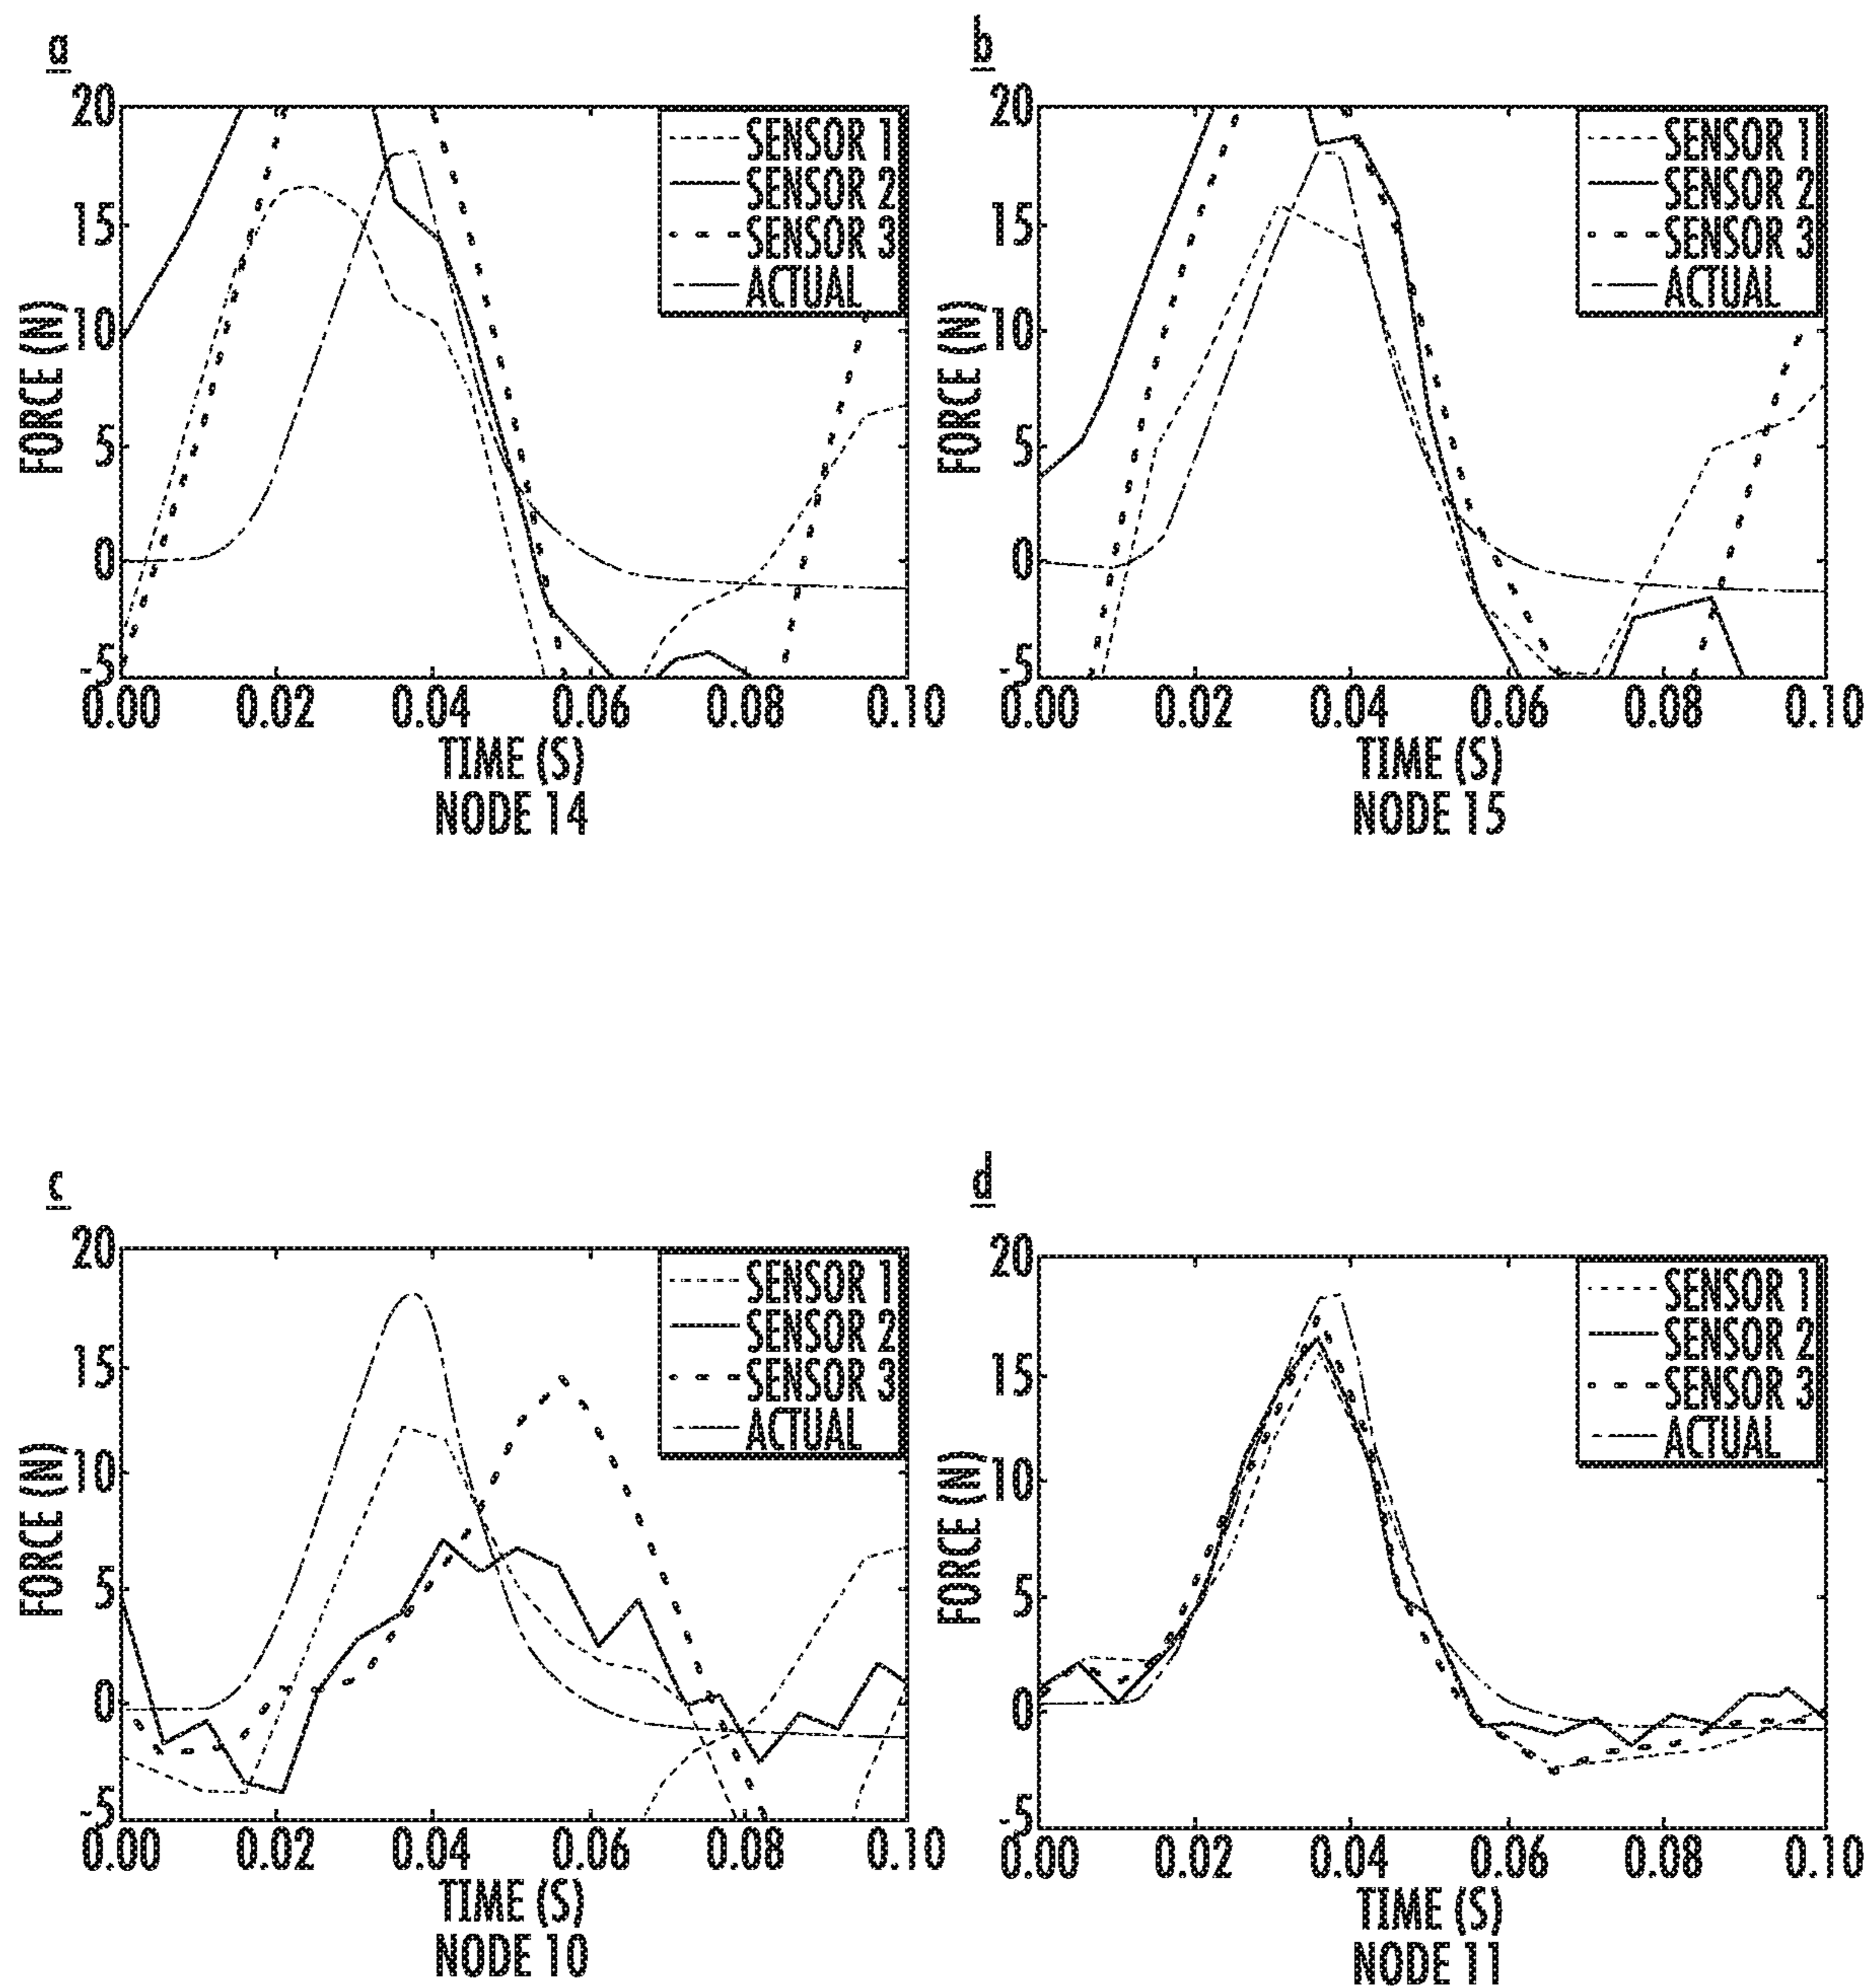 a
20
15
10
5
0
-5
FORCE (N)
SENSOR 1
SENSOR 2
SENSOR 3
ACTUAL
0.00 0.02 0.04 0.06 0.08 0.10
TIME (S)
NODE 14
b
20
15
10
5
0
-5
FORCE (N)
SENSOR 1
SENSOR 2
SENSOR 3
ACTUAL
0.00 0.02 0.04 0.06 0.08 0.10
TIME (S)
NODE 15
c
20
15
10
5
0
-5
FORCE (N)
SENSOR 1
SENSOR 2
SENSOR 3
ACTUAL
0.00 0.02 0.04 0.06 0.08 0.10
TIME (S)
NODE 10
d
20
15
10
5
0
-5
FORCE (N)
SENSOR 1
SENSOR 2
SENSOR 3
ACTUAL
0.00 0.02 0.04 0.06 0.08 0.10
TIME (S)
NODE 11